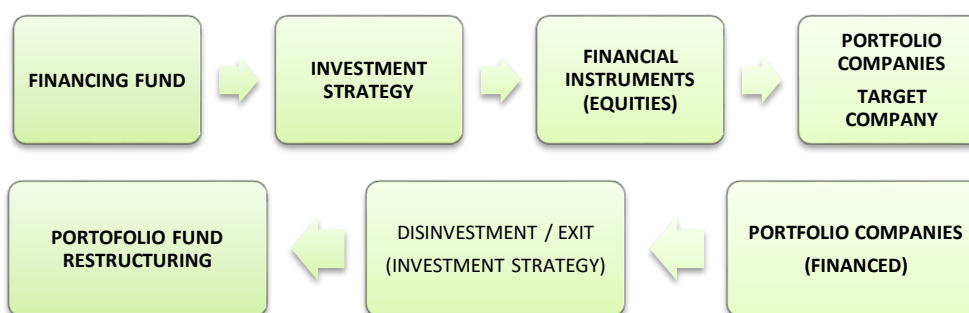 FINANCING FUND
INVESTMENT
STRATEGY
FINANCIAL
INSTRUMENTS
(EQUITIES)
PORTFOLIO
COMPANIES
TARGET
COMPANY
PORTOFOLIO FUND
RESTRUCTURING
DISINVESTMENT / EXIT
(INVESTMENT STRATEGY)
PORTFOLIO COMPANIES
(FINANCED)